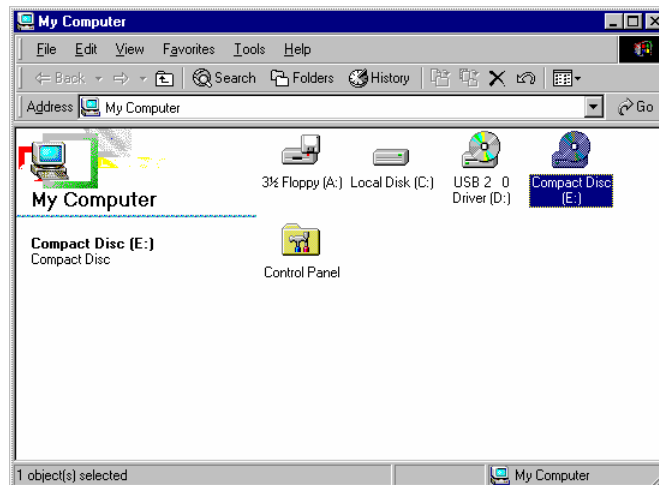 My Computer
File Edit View Favorites Tools Help
Back Search Folders History
Address My Computer Go
3½ Floppy (A:) Local Disk (C:) USB 2 0 Compact Disc
Driver (D:) (E:)
My Computer
Compact Disc (E:)
Compact Disc
Control Panel
1 object(s) selected My Computer